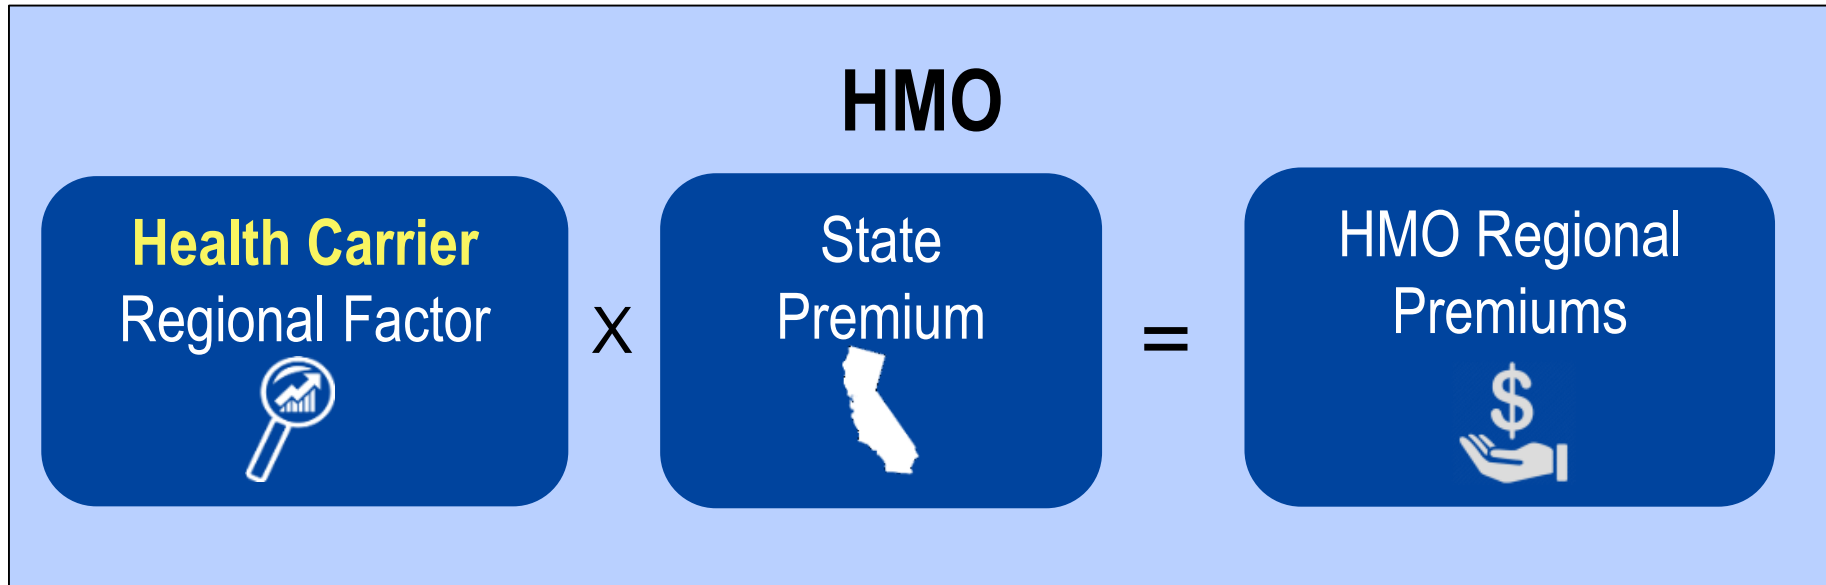 HMO
Health Carrier
Regional Factor
X
State
Premium
=
HMO Regional
Premiums
$